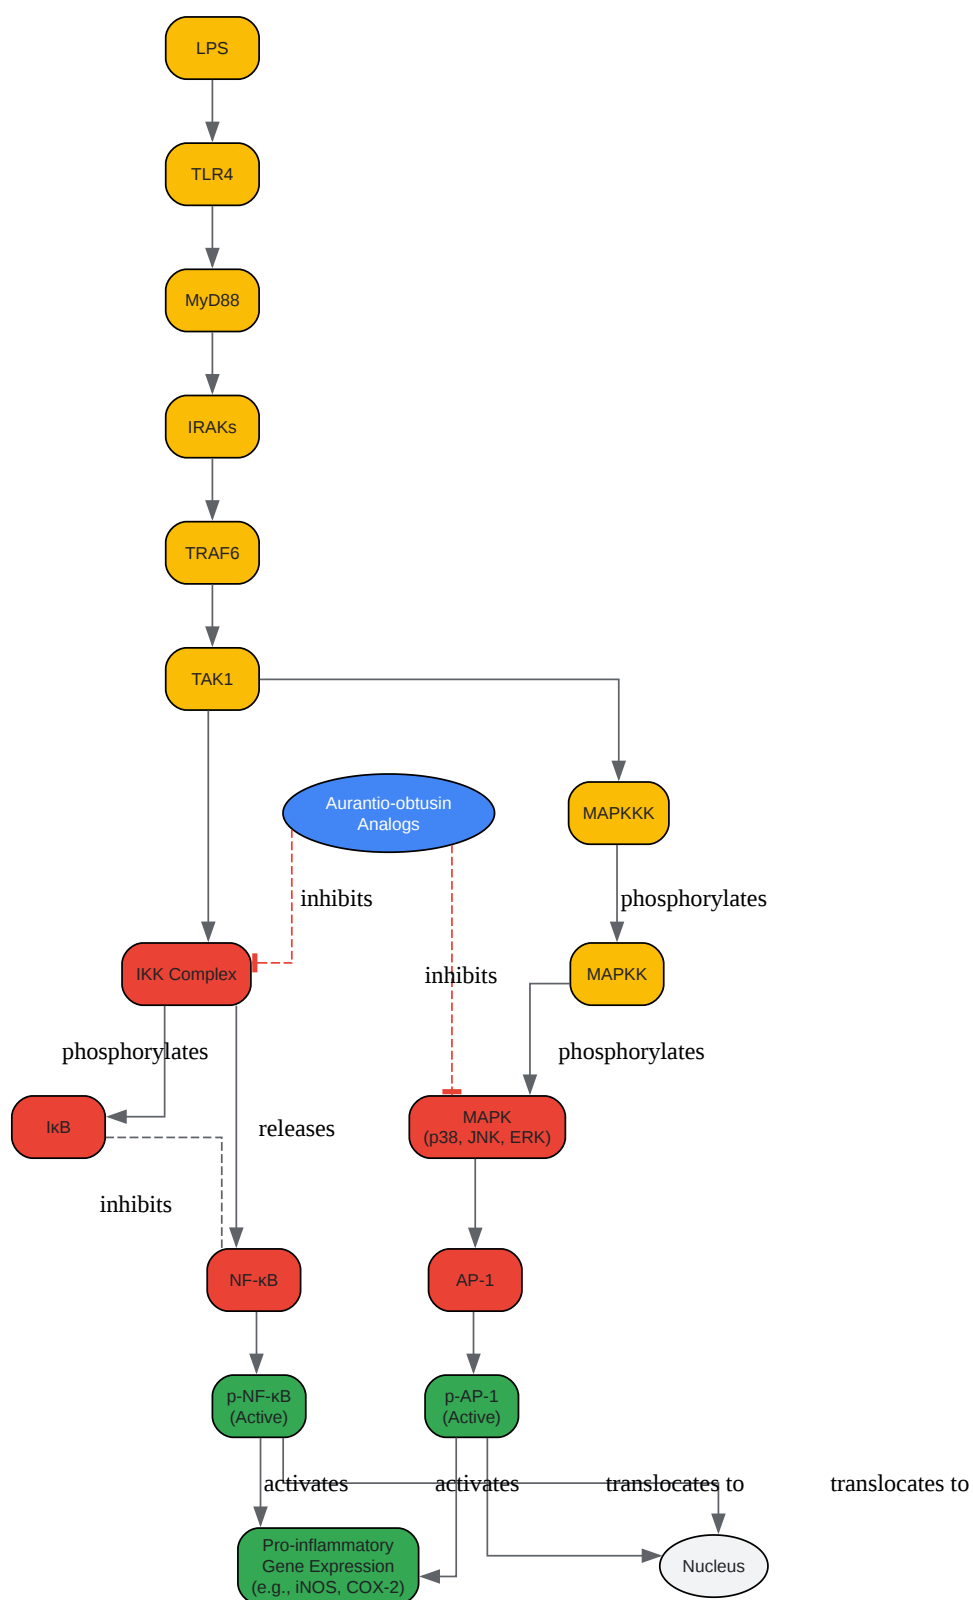 LPS
TLR4
MyD88
IRAKs
TRAF6
TAK1
Aurantio-obtusin
Analogs
MAPKKK
inhibits
phosphorylates
IKK Complex
inhibits
MAPKK
phosphorylates
phosphorylates
IκB
releases
MAPK
(p38, JNK, ERK)
inhibits
NF-κB
AP-1
p-NF-κB
(Active)
p-AP-1
(Active)
activates
activates
translocates to
translocates to
Pro-inflammatory
Gene Expression
(e.g., iNOS, COX-2)
Nucleus